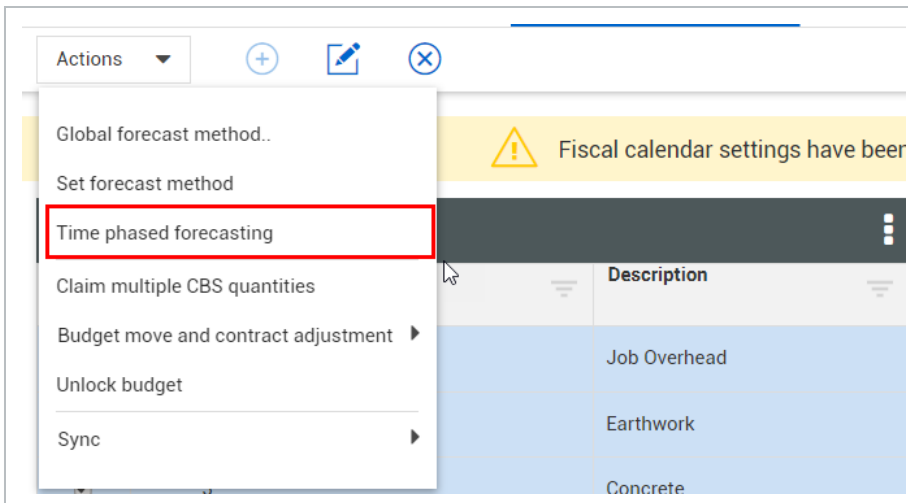 Actions
Fiscal calendar settings have been
Global forecast method..
Set forecast method
Time phased forecasting
Claim multiple CBS quantities
Budget move and contract adjustment
Unlock budget
Sync
Description
Job Overhead
Earthwork
Concrete